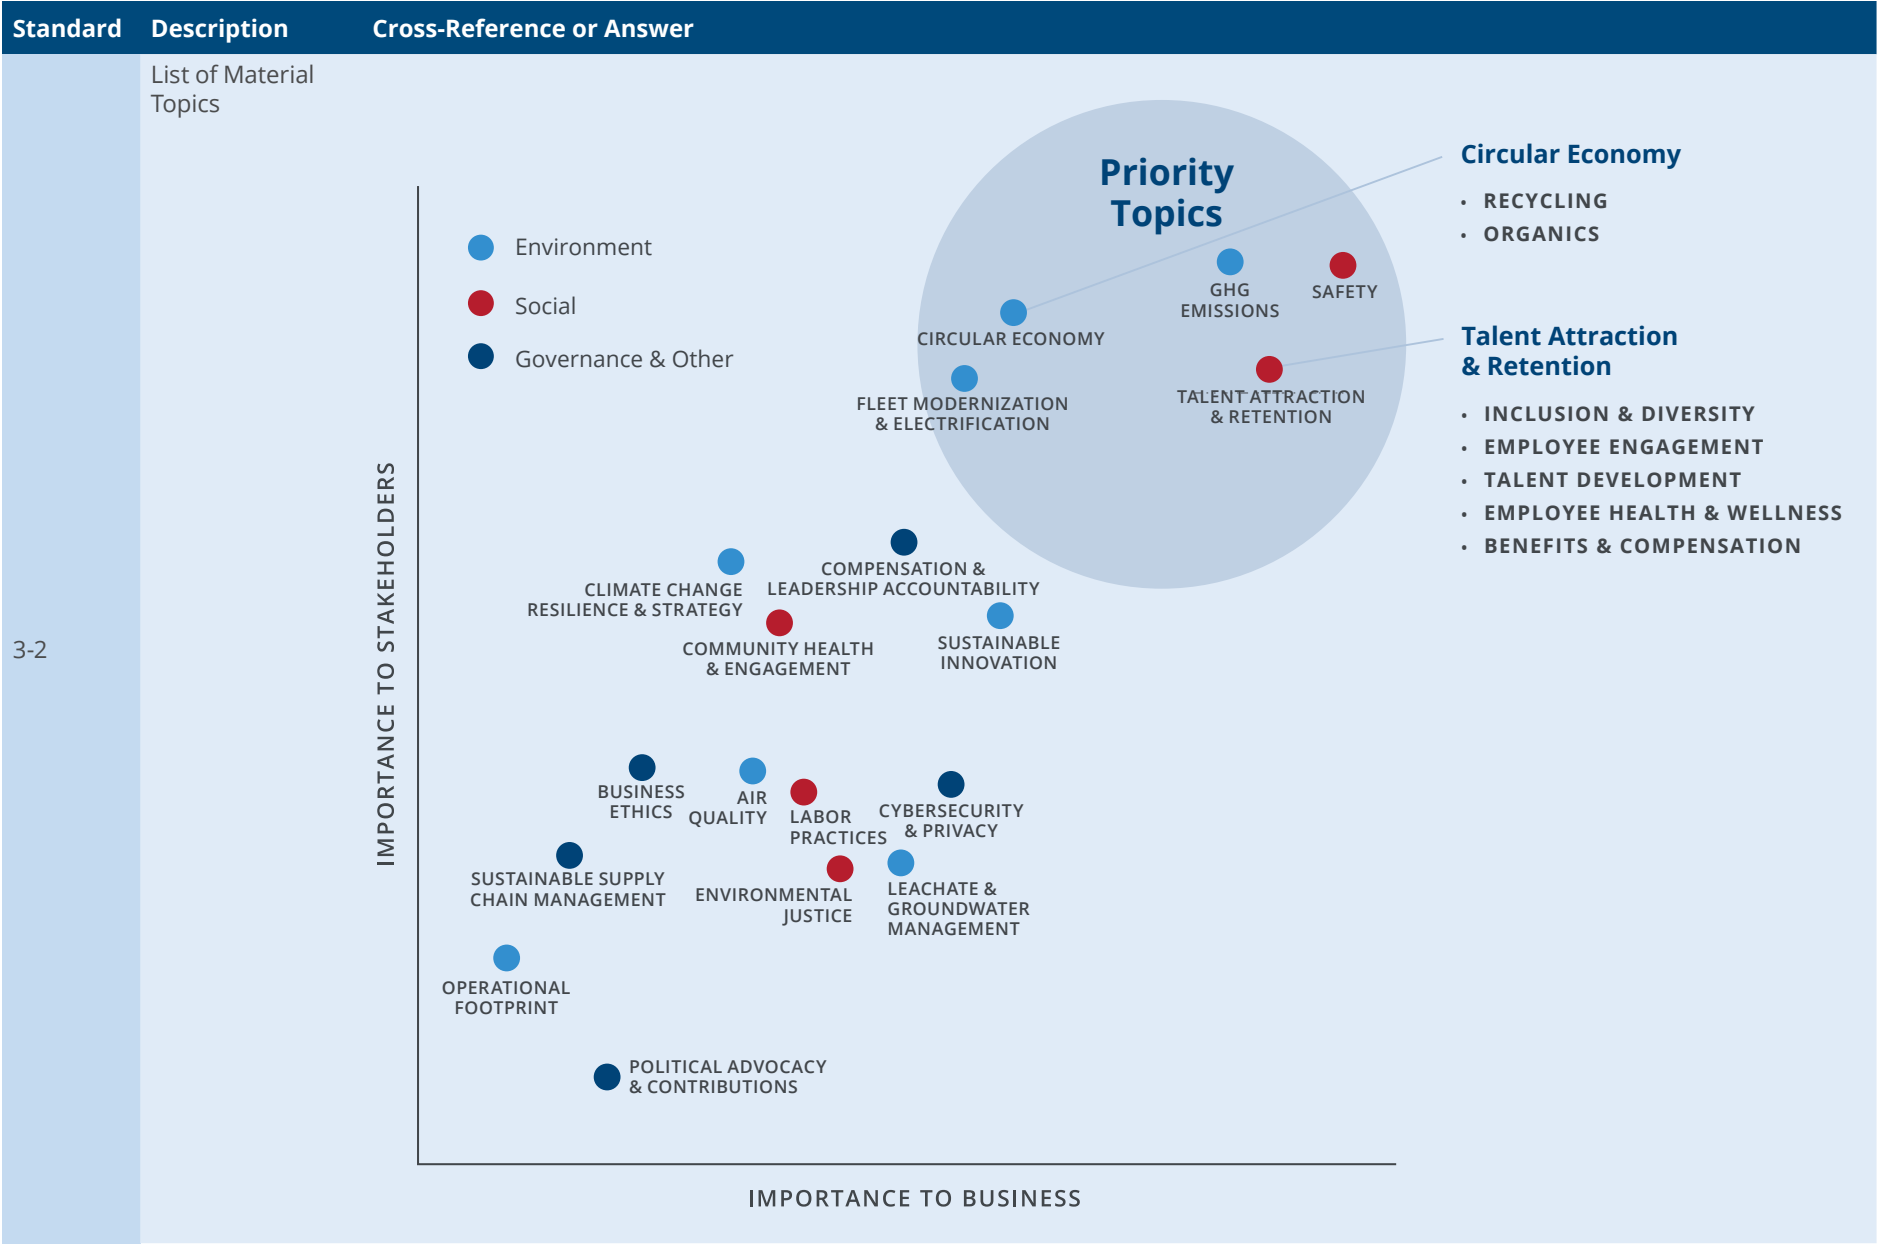 Standard Description Cross-Reference or Answer
List of Material
Topics
3-2
Environment
Social
Governance & Other
Priority
Topics
GHG
EMISSIONS
SAFETY
CIRCULAR ECONOMY
FLEET MODERNIZATION
& ELECTRIFICATION
TALENT ATTRACTION
& RETENTION
Circular Economy
• RECYCLING
• ORGANICS
Talent Attraction
& Retention
• INCLUSION & DIVERSITY
• EMPLOYEE ENGAGEMENT
• TALENT DEVELOPMENT
• EMPLOYEE HEALTH & WELLNESS
• BENEFITS & COMPENSATION
IMPORTANCE TO STAKEHOLDERS
CLIMATE CHANGE
RESILIENCE & STRATEGY
COMPENSATION &
LEADERSHIP ACCOUNTABILITY
COMMUNITY HEALTH
& ENGAGEMENT
SUSTAINABLE
INNOVATION
BUSINESS
ETHICS
AIR
QUALITY
LABOR
PRACTICES
CYBERSECURITY
& PRIVACY
SUSTAINABLE SUPPLY
CHAIN MANAGEMENT
ENVIRONMENTAL
JUSTICE
LEACHATE &
GROUNDWATER
MANAGEMENT
OPERATIONAL
FOOTPRINT
POLITICAL ADVOCACY
& CONTRIBUTIONS
IMPORTANCE TO BUSINESS